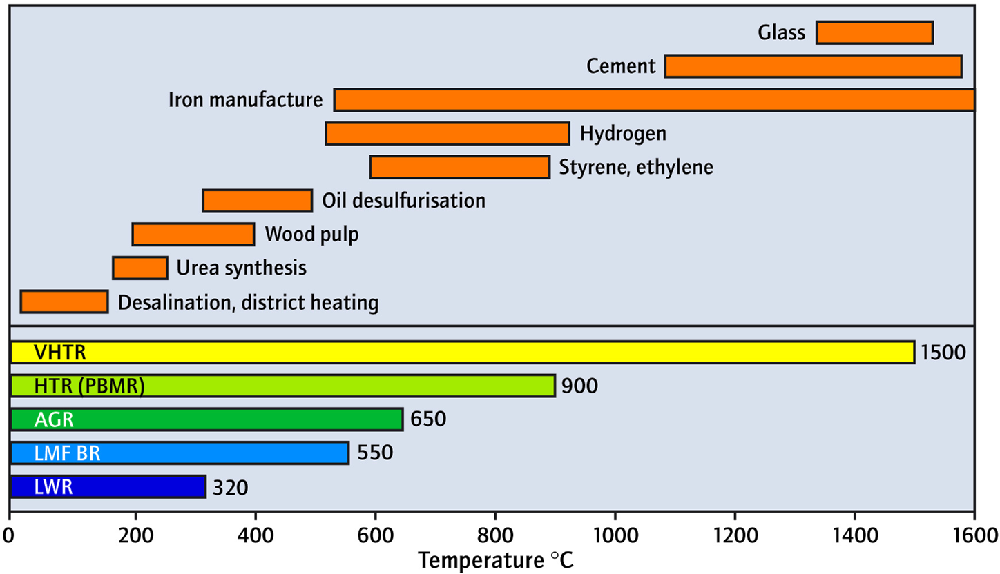 Glass
Cement
Iron manufacture
Hydrogen
Styrene, ethylene
Oil desulfurisation
Wood pulp
Urea synthesis
Desalination, district heating
VHTR 1500
HTR (PBMR) 900
AGR 650
LMF BR 550
LWR 320
0 200 400 600 800 1000 1200 1400 1600
Temperature °C